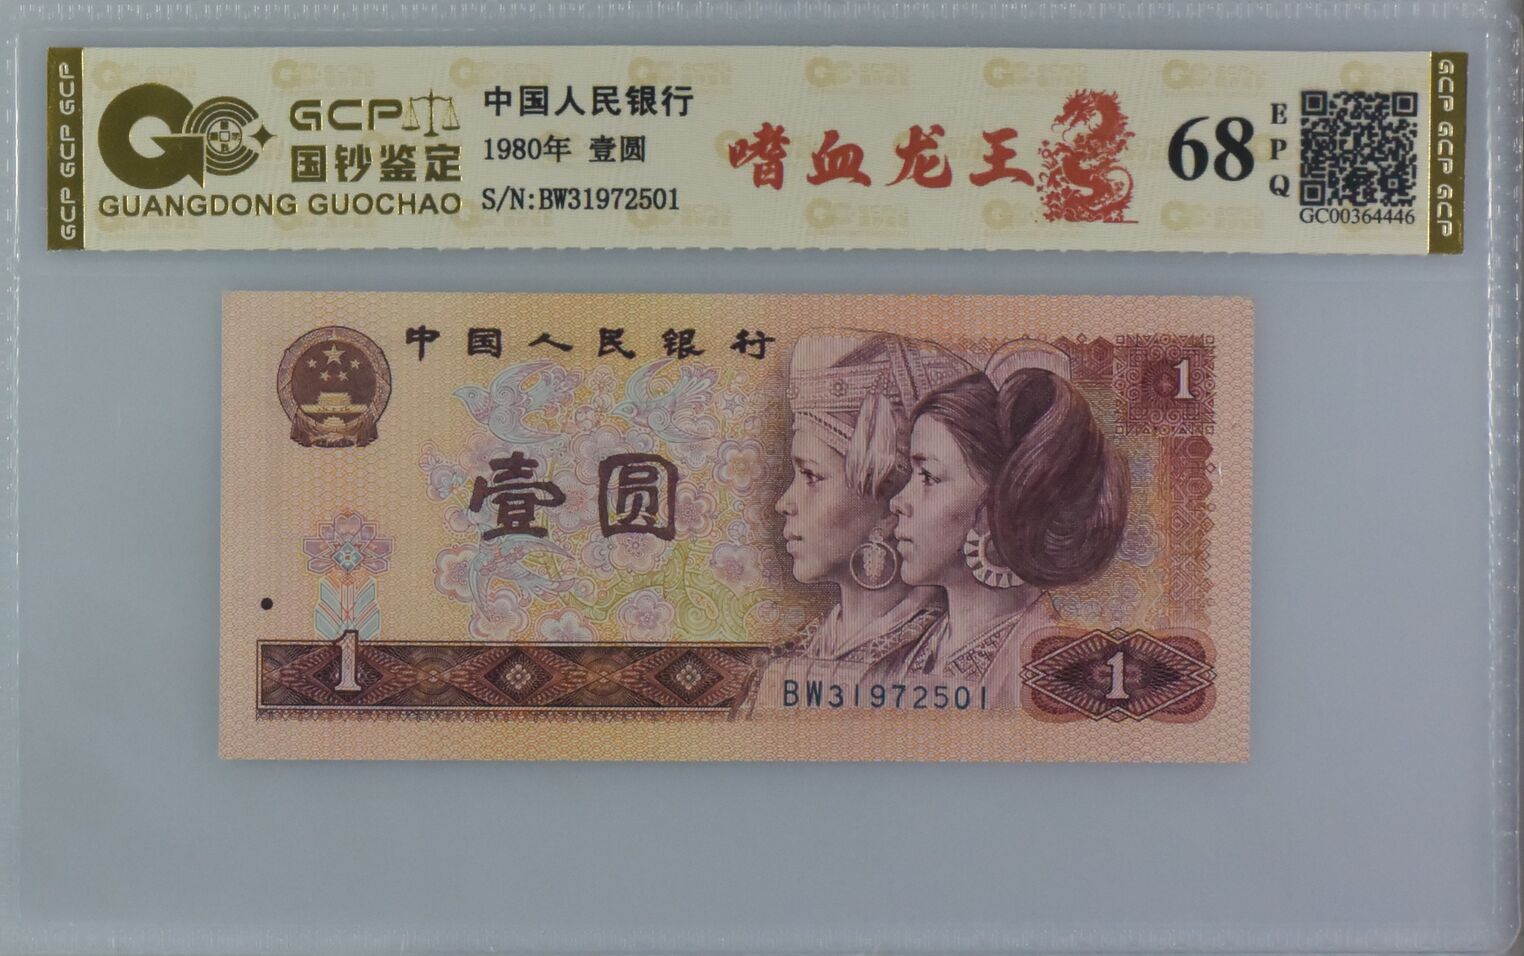 GCP GCP GCP
GCP
国钞鉴定
GUANGDONG GUOCHAO
中国人民银行
1980年 壹圆
S/N:BW31972501
嗜血龙王
68
EPQ
GC00364446
GCP GCP GCP
中国人民银行
1
壹圆
1
BW31972501
1